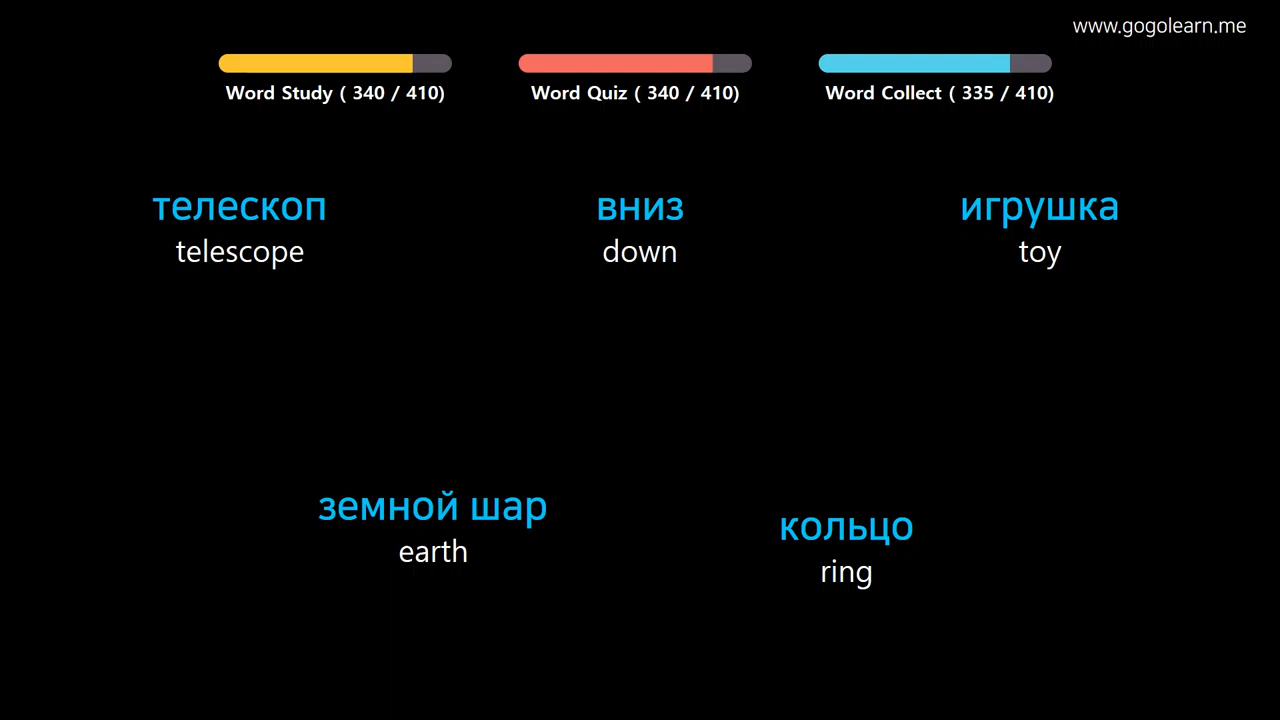 www.gogolearn.me
Word Study ( 340 / 410)
Word Quiz ( 340 / 410)
Word Collect ( 335 / 410)
телескоп
telescope
вниз
down
игрушка
toy
земной шар
earth
кольцо
ring